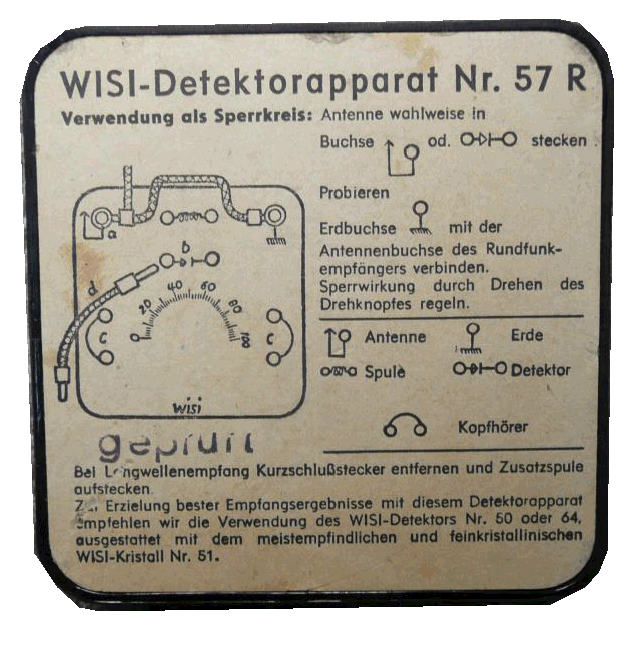 WISI-Detektorapparat Nr. 57 R
Verwendung als Sperrkreis: Antenne wahlweise in
Buchse od. stecken.
Probieren
Erdbuchse mit der
Antennenbuchse des Rundfunk-
empfängers verbinden.
Sperrwirkung durch Drehen des
Drehknopfes regeln.
a
b
d
c
c
0 20 40 60 80 100
wisi
Antenne Erde
Spule Detektor
Kopfhörer
geprüft
Bei Langwellenempfang Kurzschlußstecker entfernen und Zusatzspule
aufstecken.
Zur Erzielung bester Empfangsergebnisse mit diesem Detektorapparat
empfehlen wir die Verwendung des WISI-Detektors Nr. 50 oder 64,
ausgestattet mit dem meistempfindlichen und feinkristallinischen
WISI-Kristall Nr. 51.